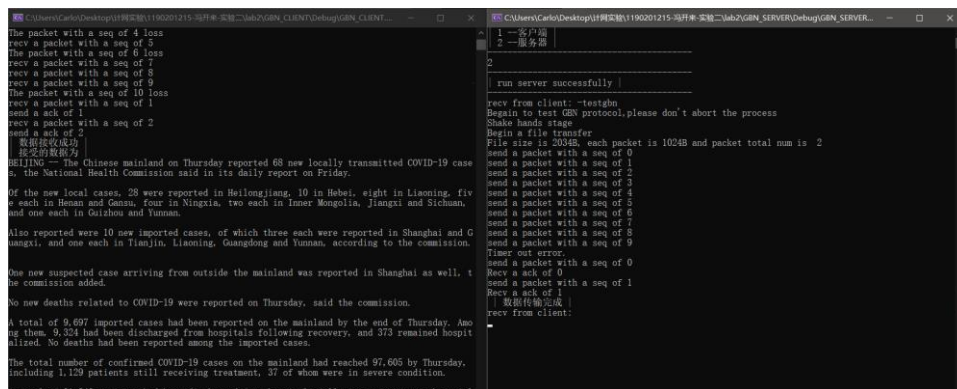 C:\Users\Carlo\Desktop\计网实验\1190201215-冯开来-实验二\lab2\GBN_CLIENT\Debug\GBN_CLIENT....
The packet with a seq of 4 loss
recv a packet with a seq of 5
The packet with a seq of 6 loss
recv a packet with a seq of 7
recv a packet with a seq of 8
recv a packet with a seq of 9
The packet with a seq of 10 loss
recv a packet with a seq of 1
send a ack of 1
recv a packet with a seq of 2
send a ack of 2
| 数据接收成功 |
| 接受的数据为 |
BEIJING — The Chinese mainland on Thursday reported 68 new locally transmitted COVID-19 case
s, the National Health Commission said in its daily report on Friday.
Of the new local cases, 28 were reported in Heilongjiang, 10 in Hebei, eight in Liaoning, fiv
e each in Henan and Gansu, four in Ningxia, two each in Inner Mongolia, Jiangxi and Sichuan,
and one each in Guizhou and Yunnan.
Also reported were 10 new imported cases, of which three each were reported in Shanghai and G
uangxi, and one each in Tianjin, Liaoning, Guangdong and Yunnan, according to the commission.
One new suspected case arriving from outside the mainland was reported in Shanghai as well, t
he commission added.
No new deaths related to COVID-19 were reported on Thursday, said the commission.
A total of 9,697 imported cases had been reported on the mainland by the end of Thursday. Amo
ng them, 9,324 had been discharged from hospitals following recovery, and 373 remained hospit
alized. No deaths had been reported among the imported cases.
The total number of confirmed COVID-19 cases on the mainland had reached 97,605 by Thursday,
including 1,129 patients still receiving treatment, 37 of whom were in severe condition.
C:\Users\Carlo\Desktop\计网实验\1190201215-冯开来-实验二\lab2\GBN_SERVER\Debug\GBN_SERVER...
| 1 --客户端 |
| 2 --服务器 |
2
| run server successfully |
recv from client: -testgbn
Begain to test GBN protocol,please don't abort the process
Shake hands stage
Begin a file transfer
File size is 2034B, each packet is 1024B and packet total num is 2
send a packet with a seq of 0
send a packet with a seq of 1
send a packet with a seq of 2
send a packet with a seq of 3
send a packet with a seq of 4
send a packet with a seq of 5
send a packet with a seq of 6
send a packet with a seq of 7
send a packet with a seq of 8
send a packet with a seq of 9
Timer out error.
send a packet with a seq of 0
Recv a ack of 0
send a packet with a seq of 1
Recv a ack of 1
| 数据传输完成 |
recv from client: